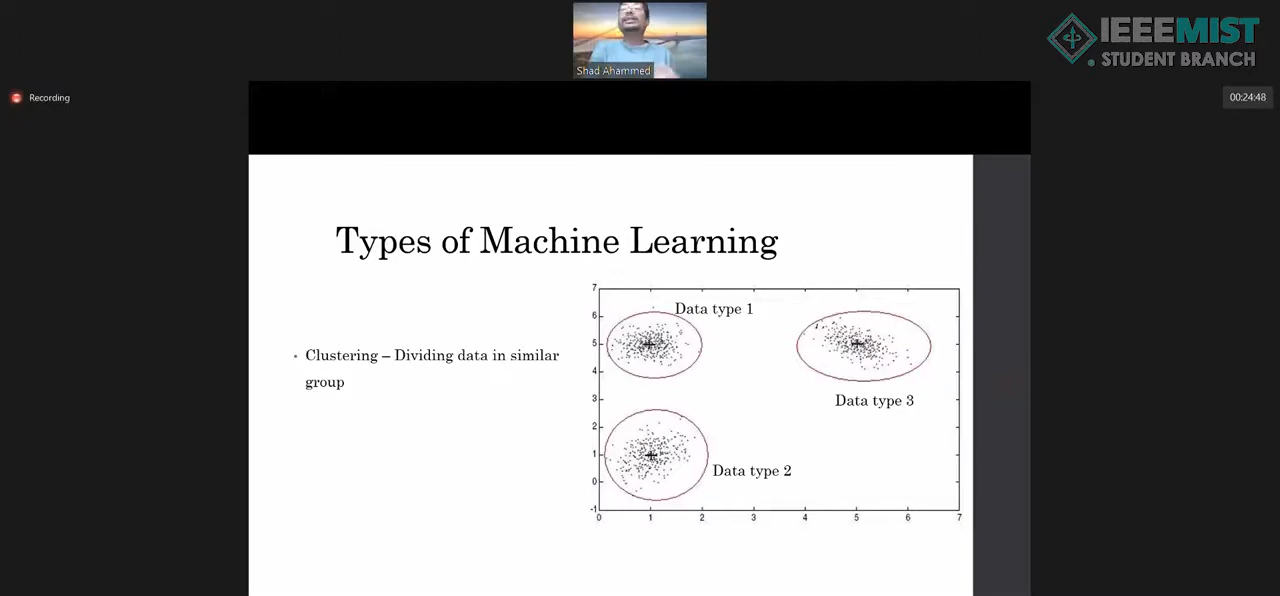 IEEEMIST
STUDENT BRANCH
Shad Ahammed
Recording
00:24:48
Types of Machine Learning
• Clustering – Dividing data in similar
group
Data type 1
Data type 3
Data type 2
7
6
5
4
3
2
1
0
-1
0 1 2 3 4 5 6 7